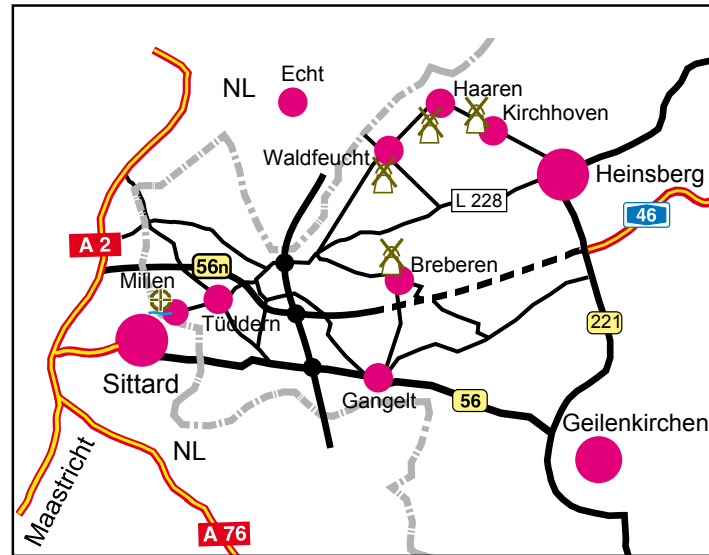 Echt
NL
Haaren
Kirchhoven
Waldfeucht
Heinsberg
L 228
46
A 2
56n
Millen
Breberen
Tüddern
221
Sittard
Gangelt
56
Geilenkirchen
NL
Maastricht
A 76